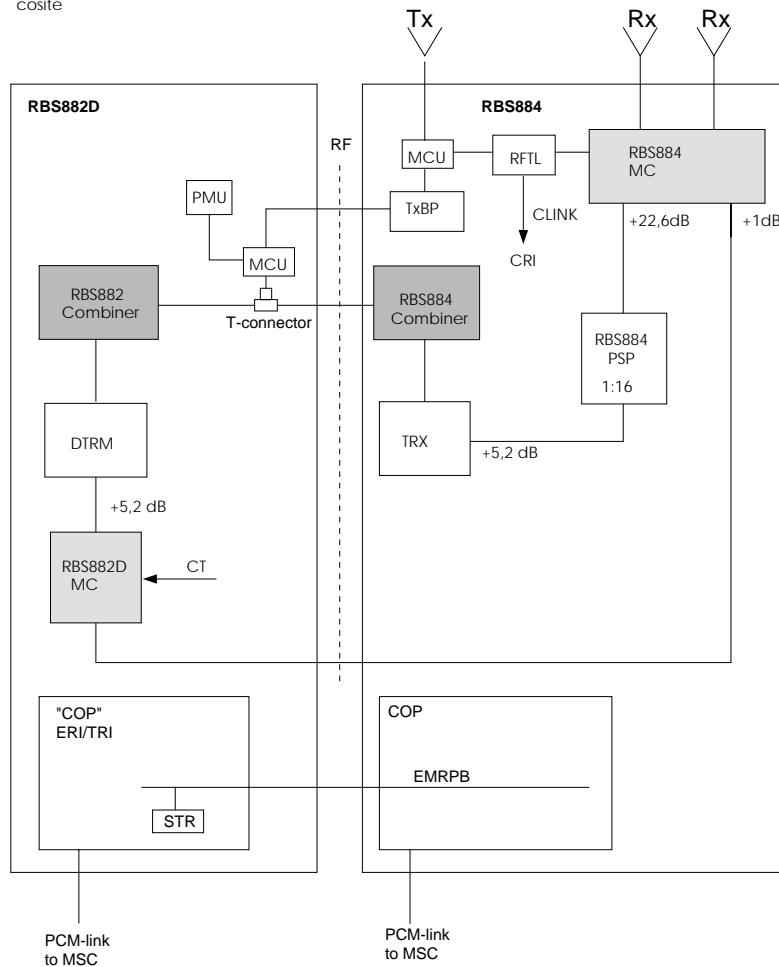 cosite
Tx
Rx
Rx
RBS882D
RBS884
RF
MCU
RFTL
RBS884
MC
PMU
TxBP
CLINK
+22,6dB
+1dB
CRI
MCU
RBS882
Combiner
T-connector
RBS884
Combiner
RBS884
PSP
1:16
DTRM
TRX
+5,2 dB
+5,2 dB
RBS882D
MC
CT
"COP"
ERI/TRI
COP
EMRPB
STR
PCM-link
to MSC
PCM-link
to MSC